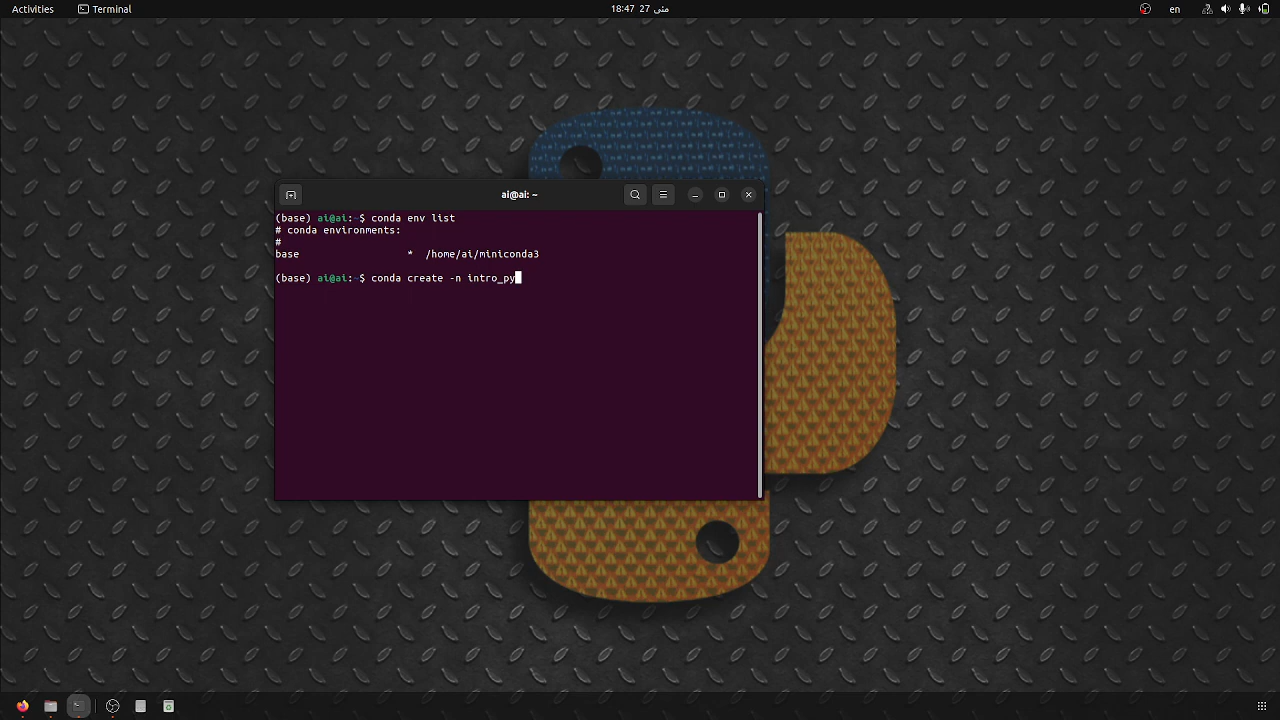 Activities
Terminal
18:47 27 مئی
en
ai@ai: ~
(base) ai@ai:~$ conda env list
# conda environments:
#
base * /home/ai/miniconda3
(base) ai@ai:~$ conda create -n intro_py